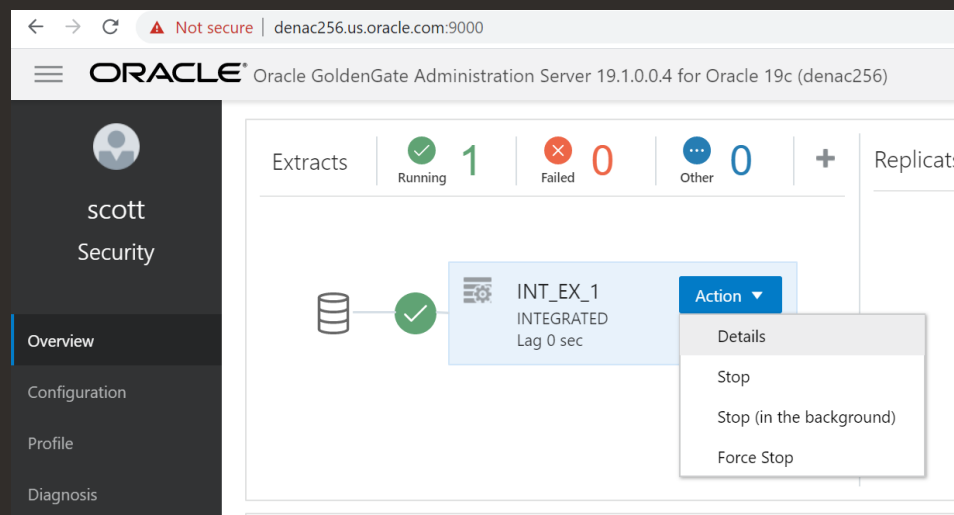 Not secure | denac256.us.oracle.com:9000
ORACLE® Oracle GoldenGate Administration Server 19.1.0.0.4 for Oracle 19c (denac256)
scott
Security
Overview
Configuration
Profile
Diagnosis
Extracts
Running
1
Failed
0
Other
0
Replicats
INT_EX_1
INTEGRATED
Lag 0 sec
Action
Details
Stop
Stop (in the background)
Force Stop